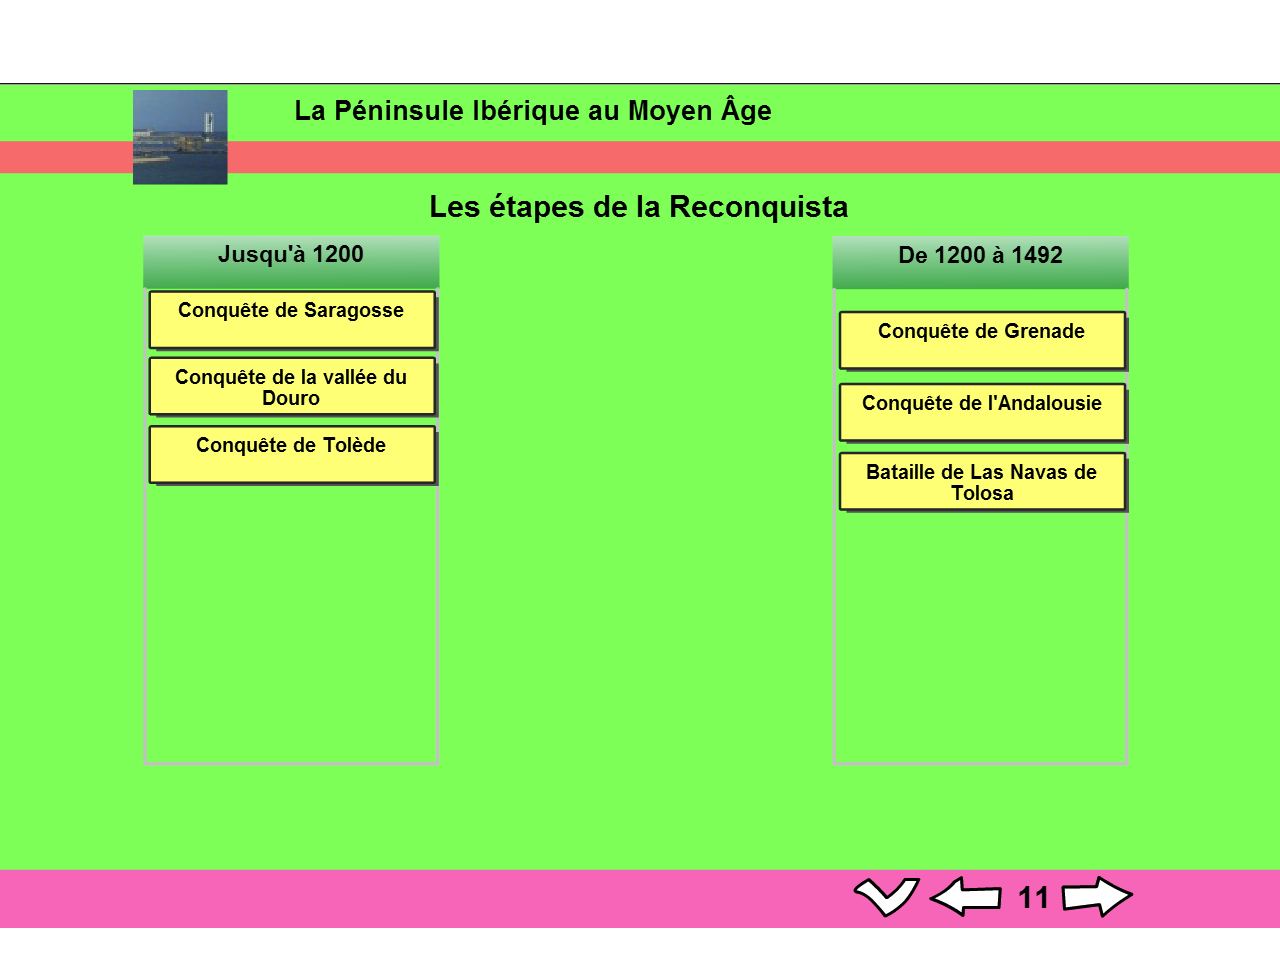 La Péninsule Ibérique au Moyen Âge
Les étapes de la Reconquista
Jusqu'à 1200
Conquête de Saragosse
Conquête de la vallée du
Douro
Conquête de Tolède
De 1200 à 1492
Conquête de Grenade
Conquête de l'Andalousie
Bataille de Las Navas de
Tolosa
11